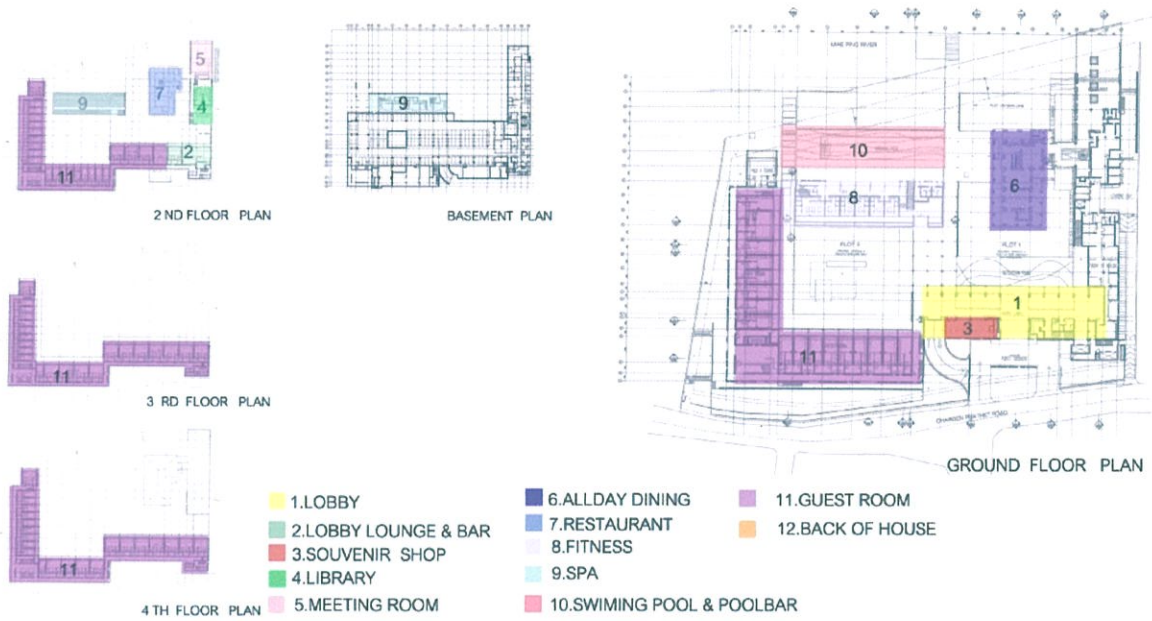 5
7
9
4
2
11
2 ND FLOOR PLAN
9
BASEMENT PLAN
11
3 RD FLOOR PLAN
11
4 TH FLOOR PLAN
MAE PING RIVER
10
6
8
1
3
11
GROUND FLOOR PLAN
1.LOBBY
2.LOBBY LOUNGE & BAR
3.SOUVENIR SHOP
4.LIBRARY
5.MEETING ROOM
6.ALLDAY DINING
7.RESTAURANT
8.FITNESS
9.SPA
10.SWIMING POOL & POOLBAR
11.GUEST ROOM
12.BACK OF HOUSE